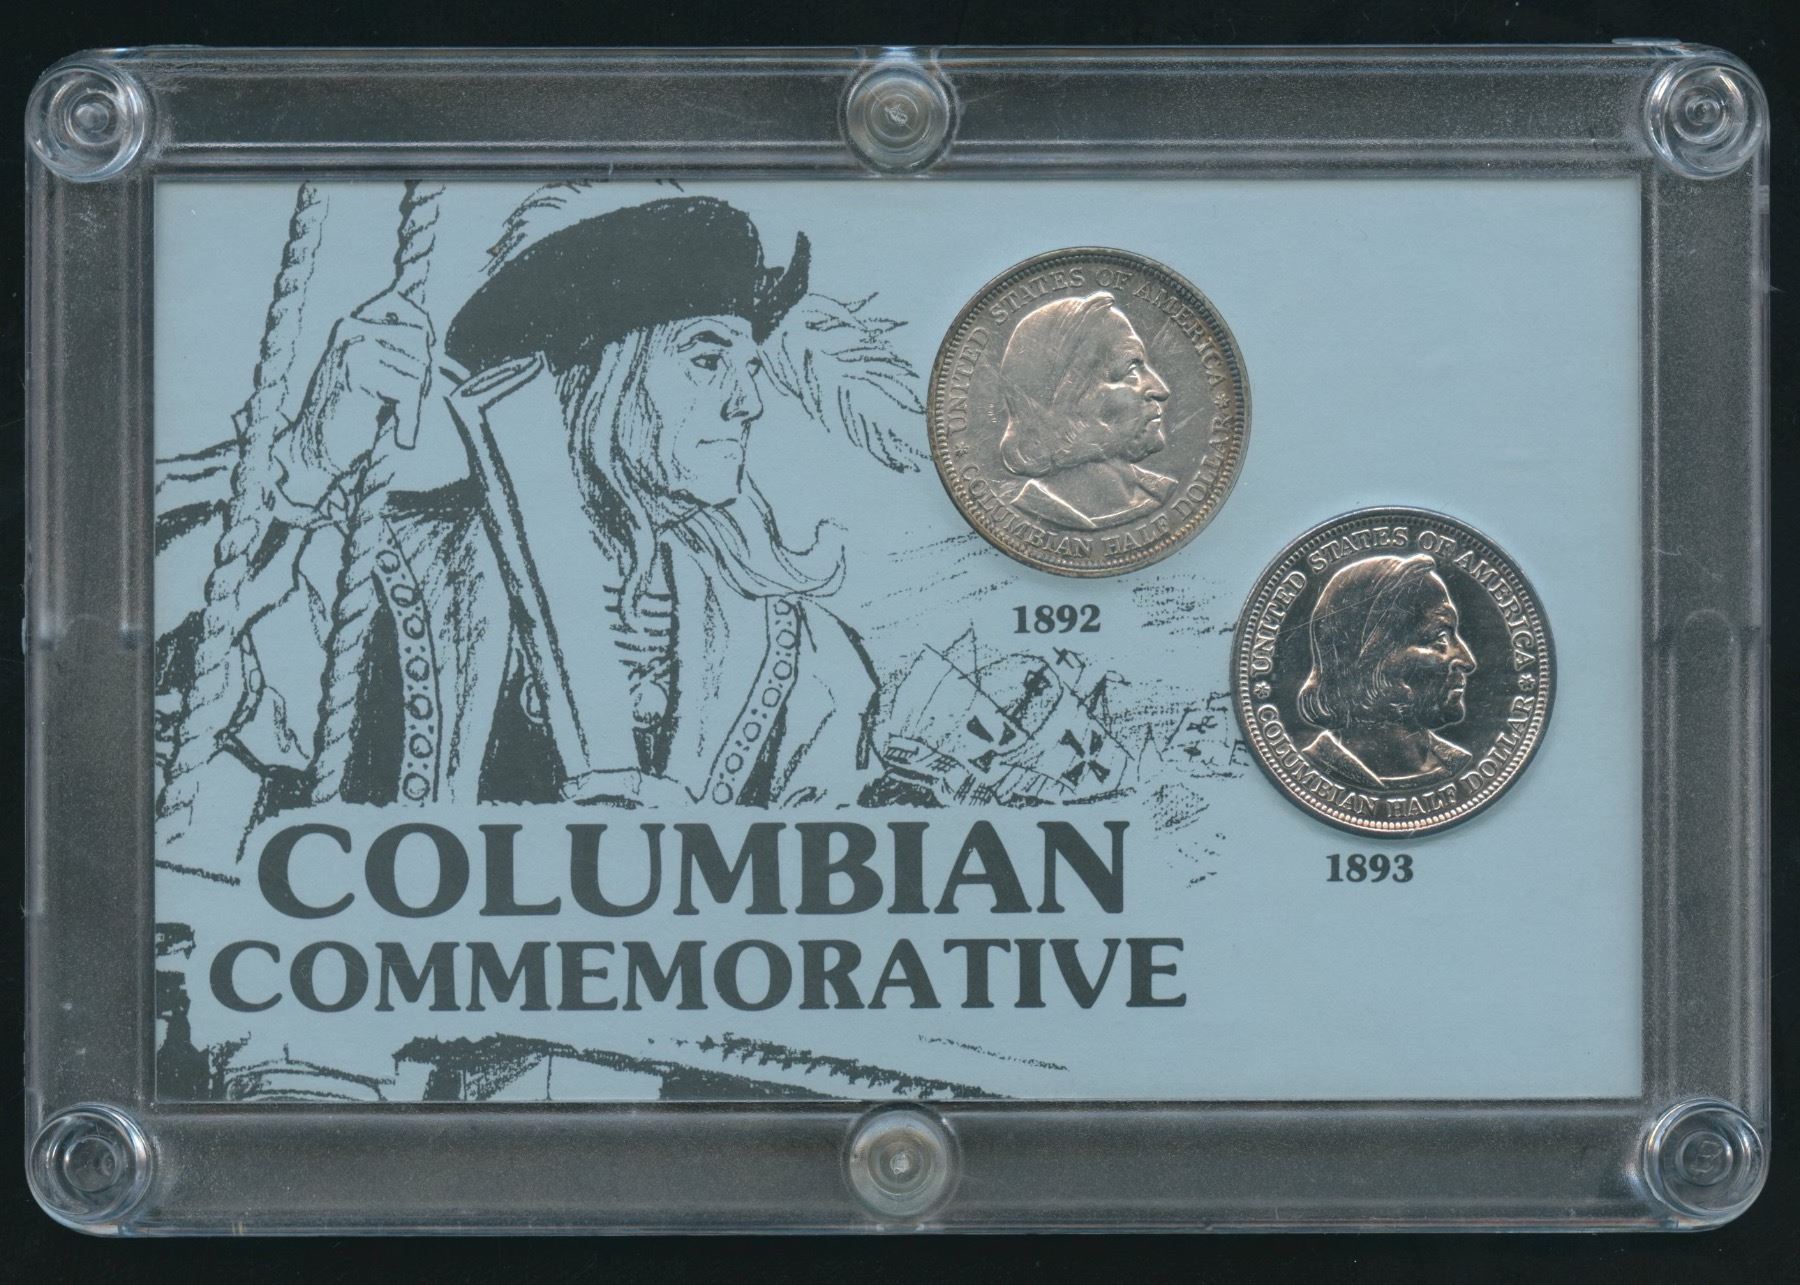 UNITED STATES OF AMERICA
COLUMBIAN HALF DOLLAR
1892
UNITED STATES OF AMERICA
COLUMBIAN HALF DOLLAR
1893
COLUMBIAN
COMMEMORATIVE